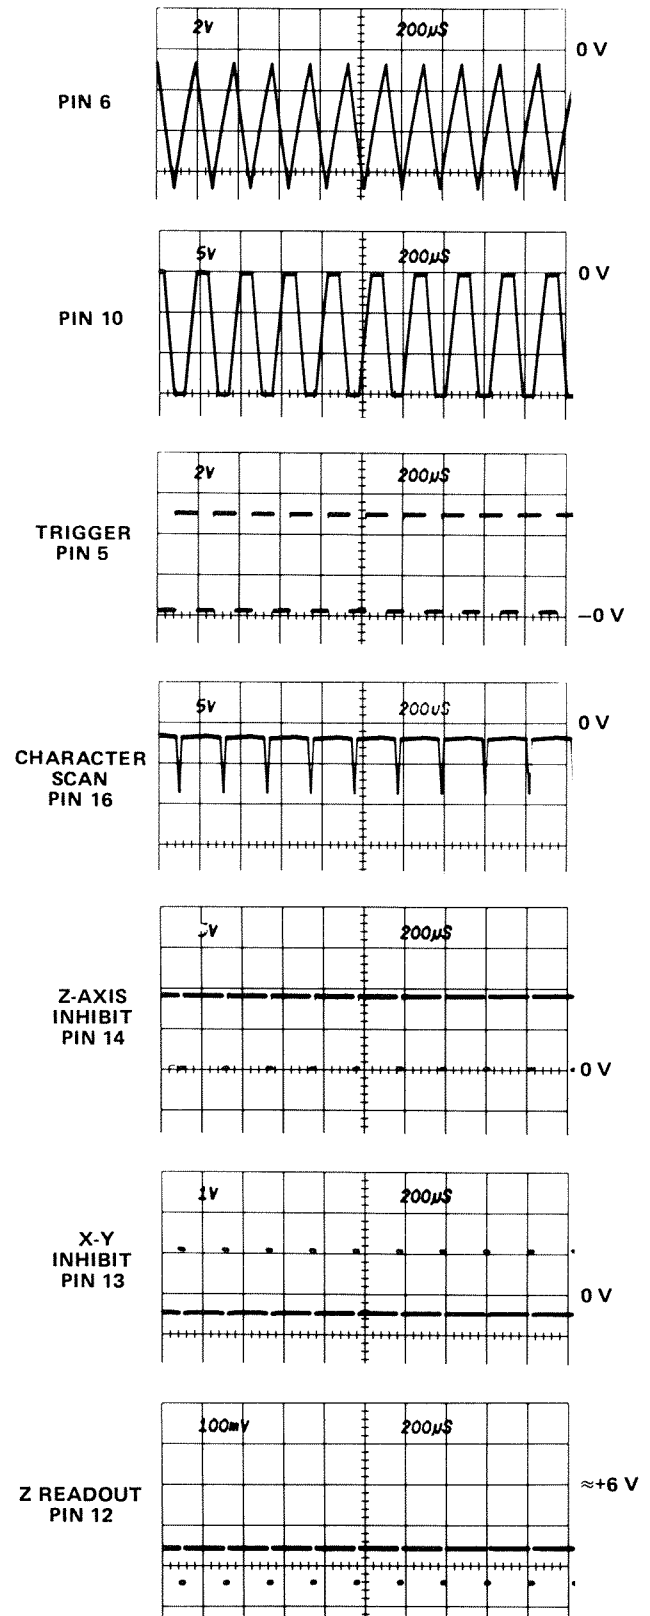 2V 200µS
0 V
PIN 6
5V 200µS
0 V
PIN 10
2V 200µS
TRIGGER
PIN 5
–0 V
5V 200us
0 V
CHARACTER
SCAN
PIN 16
5V 200µS
Z-AXIS
INHIBIT
PIN 14
0 V
1V 200µS
X-Y
INHIBIT
PIN 13
0 V
100mV 200µS
≈+6 V
Z READOUT
PIN 12